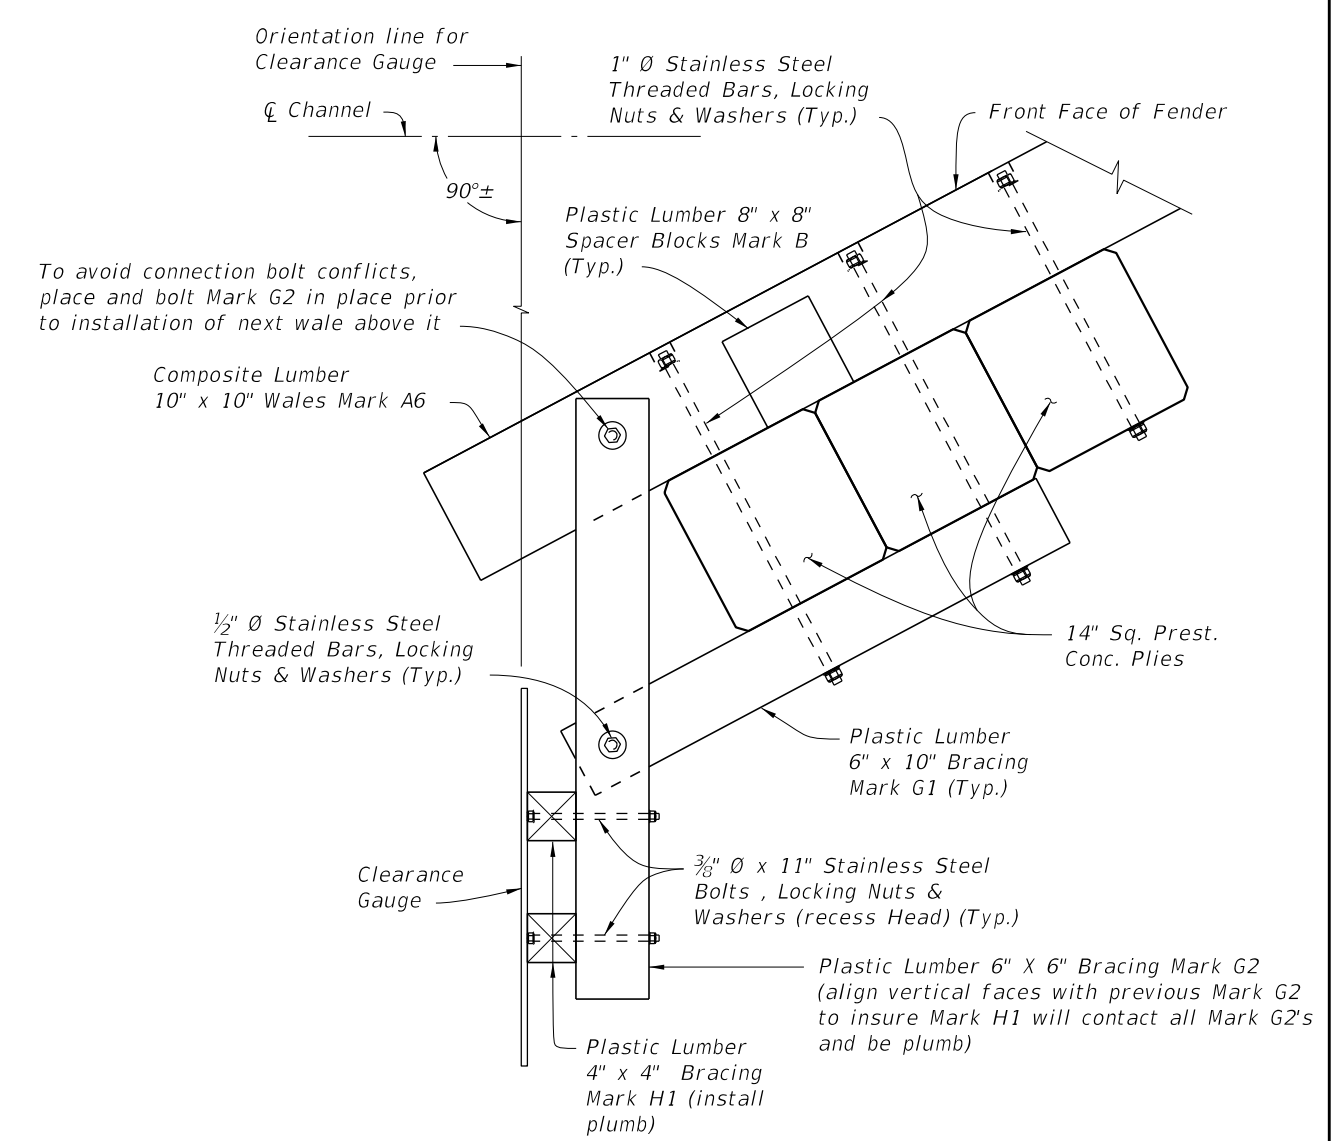 Orientation line for
Clearance Gauge
℄ Channel
90°±
1" Ø Stainless Steel
Threaded Bars, Locking
Nuts & Washers (Typ.)
Front Face of Fender
Plastic Lumber 8" x 8"
Spacer Blocks Mark B
(Typ.)
To avoid connection bolt conflicts,
place and bolt Mark G2 in place prior
to installation of next wale above it
Composite Lumber
10" x 10" Wales Mark A6
½" Ø Stainless Steel
Threaded Bars, Locking
Nuts & Washers (Typ.)
14" Sq. Prest.
Conc. Plies
Plastic Lumber
6" x 10" Bracing
Mark G1 (Typ.)
Clearance
Gauge
⅜" Ø x 11" Stainless Steel
Bolts , Locking Nuts &
Washers (recess Head) (Typ.)
Plastic Lumber 6" X 6" Bracing Mark G2
(align vertical faces with previous Mark G2
to insure Mark H1 will contact all Mark G2's
and be plumb)
Plastic Lumber
4" x 4" Bracing
Mark H1 (install
plumb)